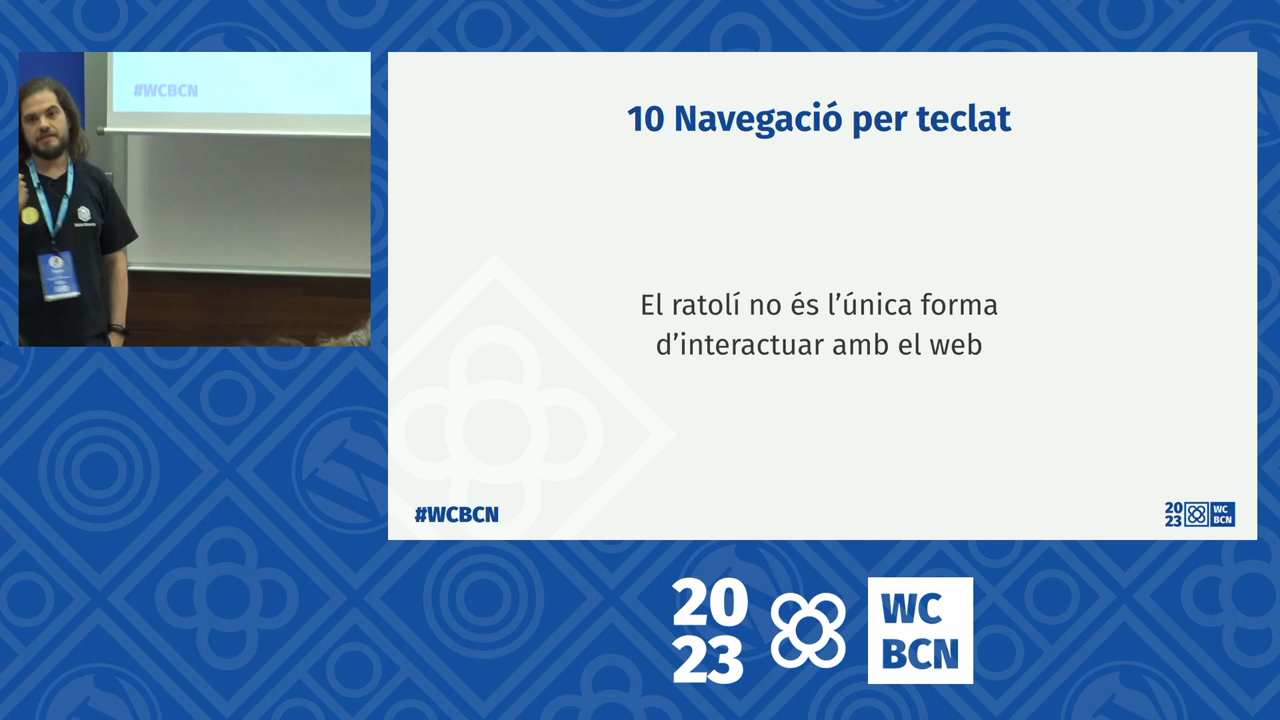 #WCBCN
10 Navegació per teclat
El ratolí no és l’única forma
d’interactuar amb el web
#WCBCN
20
23
WC
BCN
20
23
WC
BCN